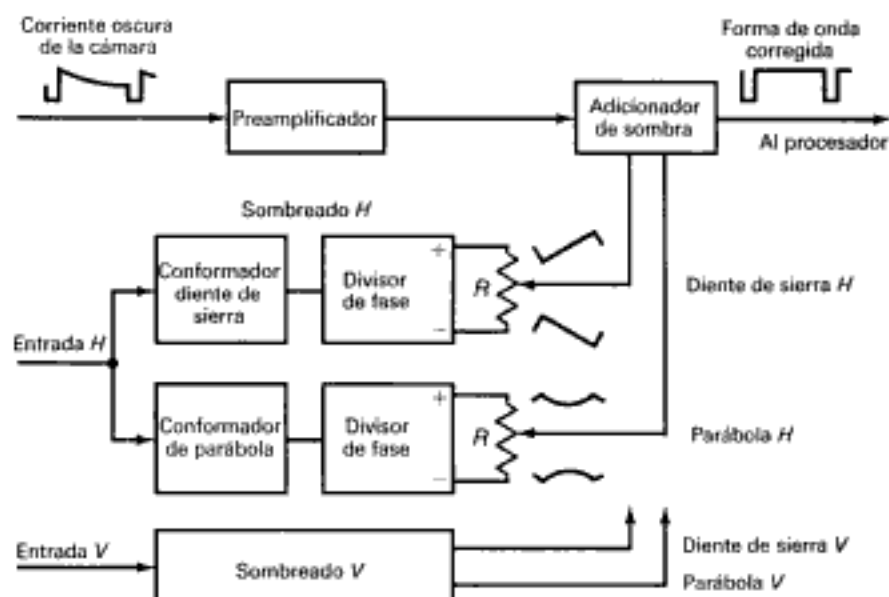 Corriente oscura
de la cámara
Forma de onda
corregida
Preamplificador
Adicionador
de sombra
Al procesador
Sombreado H
Conformador
diente de
sierra
Divisor
de fase
+
R
−
Diente de sierra H
Entrada H
Conformador
de parábola
Divisor
de fase
+
R
−
Parábola H
Entrada V
Sombreado V
Diente de sierra V
Parábola V